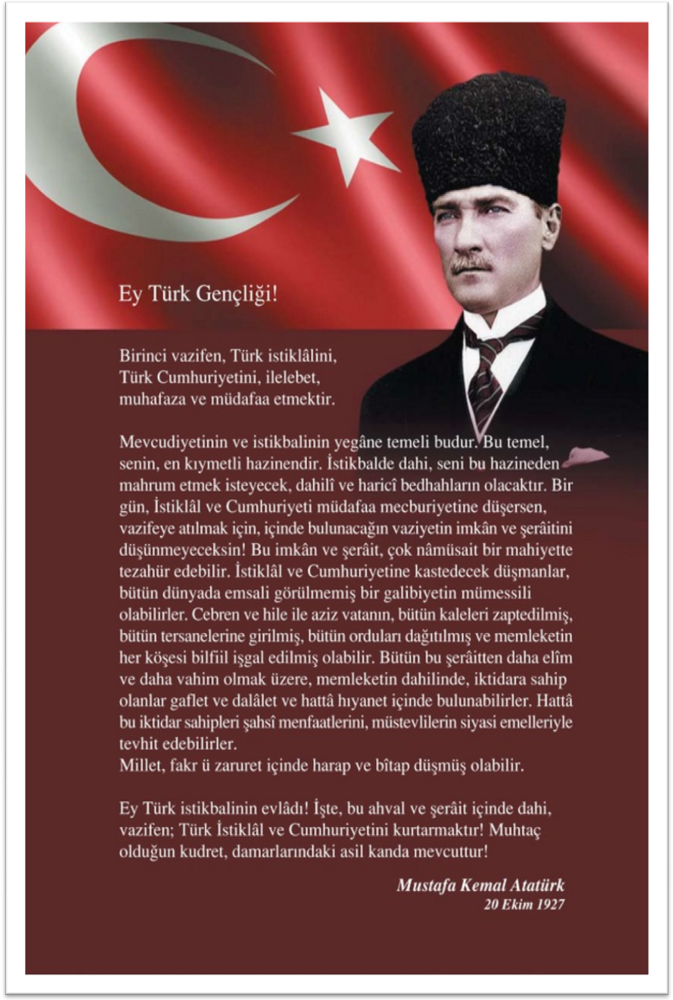 Ey Türk Gençliği!
Birinci vazifen, Türk istiklâlini,
Türk Cumhuriyetini, ilelebet,
muhafaza ve müdafaa etmektir.
Mevcudiyetinin ve istikbalinin yegâne temeli budur. Bu temel,
senin, en kıymetli hazinendir. İstikbalde dahi, seni bu hazineden
mahrum etmek isteyecek, dahilî ve haricî bedhahların olacaktır. Bir
gün, İstiklâl ve Cumhuriyeti müdafaa mecburiyetine düşersen,
vazifeye atılmak için, içinde bulunacağın vaziyetin imkân ve şerâitini
düşünmeyeceksin! Bu imkân ve şerâit, çok nâmüsait bir mahiyette
tezahür edebilir. İstiklâl ve Cumhuriyetine kastedecek düşmanlar,
bütün dünyada emsali görülmemiş bir galibiyetin mümessili
olabilirler. Cebren ve hile ile aziz vatanın, bütün kaleleri zaptedilmiş,
bütün tersanelerine girilmiş, bütün orduları dağıtılmış ve memleketin
her köşesi bilfiil işgal edilmiş olabilir. Bütün bu şerâitten daha elîm
ve daha vahim olmak üzere, memleketin dahilinde, iktidara sahip
olanlar gaflet ve dalâlet ve hattâ hıyanet içinde bulunabilirler. Hattâ
bu iktidar sahipleri şahsî menfaatlerini, müstevlilerin siyasi emelleriyle
tevhit edebilirler.
Millet, fakr ü zaruret içinde harap ve bîtap düşmüş olabilir.
Ey Türk istikbalinin evlâdı! İşte, bu ahval ve şerâit içinde dahi,
vazifen; Türk İstiklâl ve Cumhuriyetini kurtarmaktır! Muhtaç
olduğun kudret, damarlarındaki asil kanda mevcuttur!
Mustafa Kemal Atatürk
20 Ekim 1927